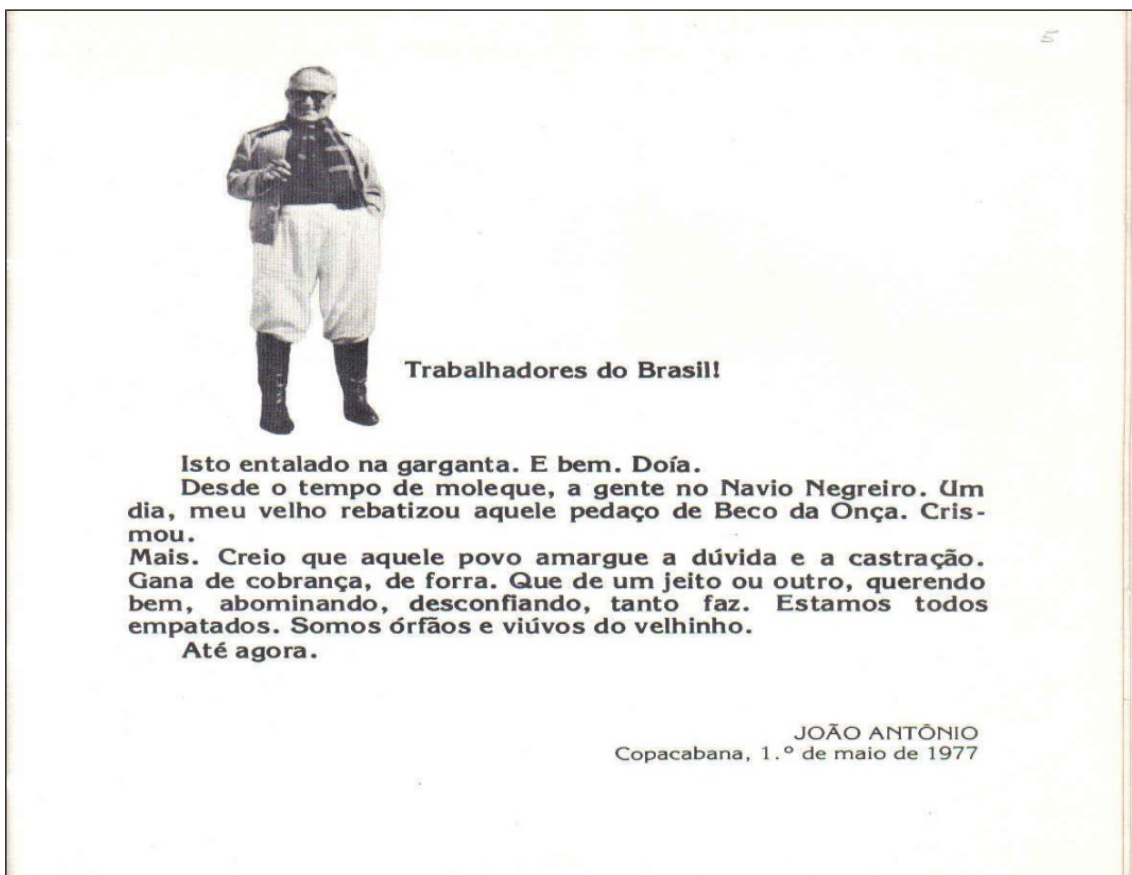 5
Trabalhadores do Brasil!
Isto entalado na garganta. E bem. Doía.
Desde o tempo de moleque, a gente no Navio Negreiro. Um
dia, meu velho rebatizou aquele pedaço de Beco da Onça. Cris-
mou.
Mais. Creio que aquele povo amargue a dúvida e a castração.
Gana de cobrança, de forra. Que de um jeito ou outro, querendo
bem, abominando, desconfiando, tanto faz. Estamos todos
empatados. Somos órfãos e viúvos do velhinho.
Até agora.
JOÃO ANTÔNIO
Copacabana, 1.º de maio de 1977